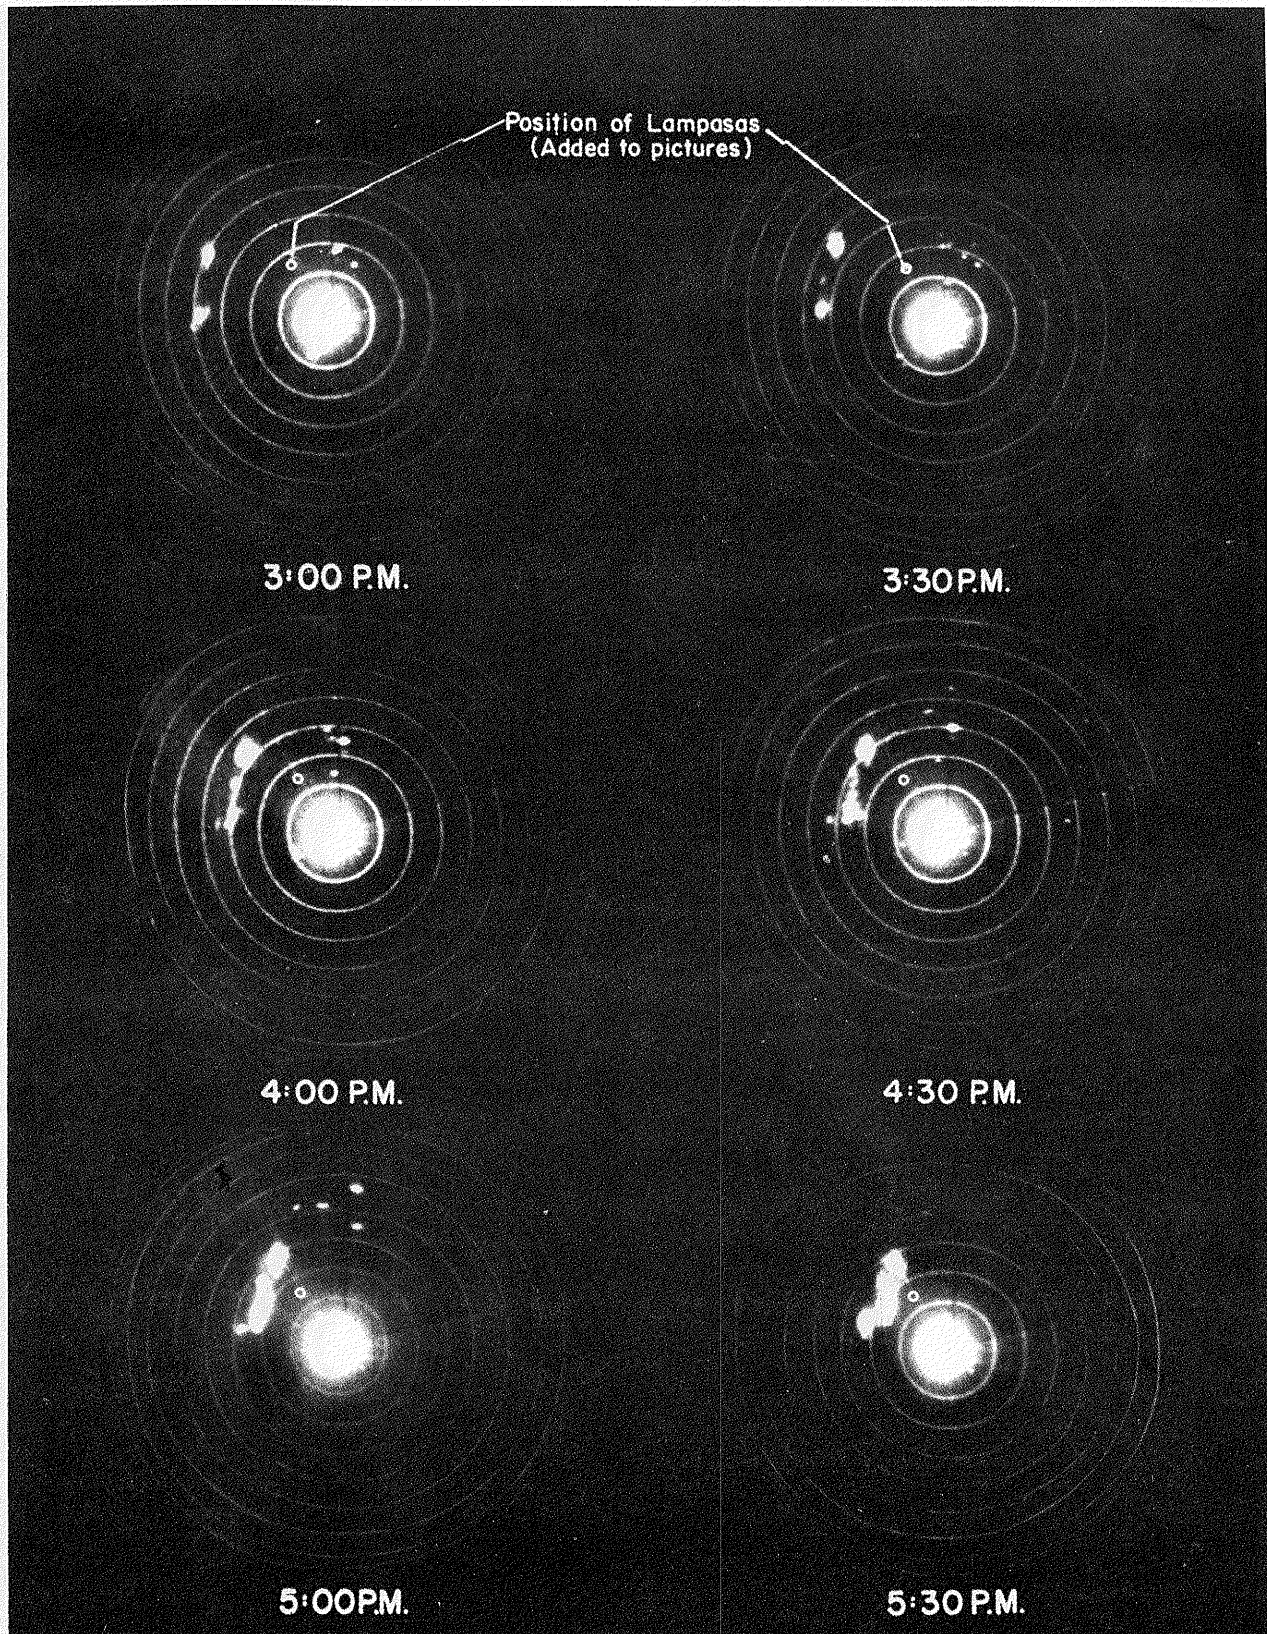 Position of Lampasas
(Added to pictures)
3:00 P.M.
3:30 P.M.
4:00 P.M.
4:30 P.M.
5:00 P.M.
5:30 P.M.